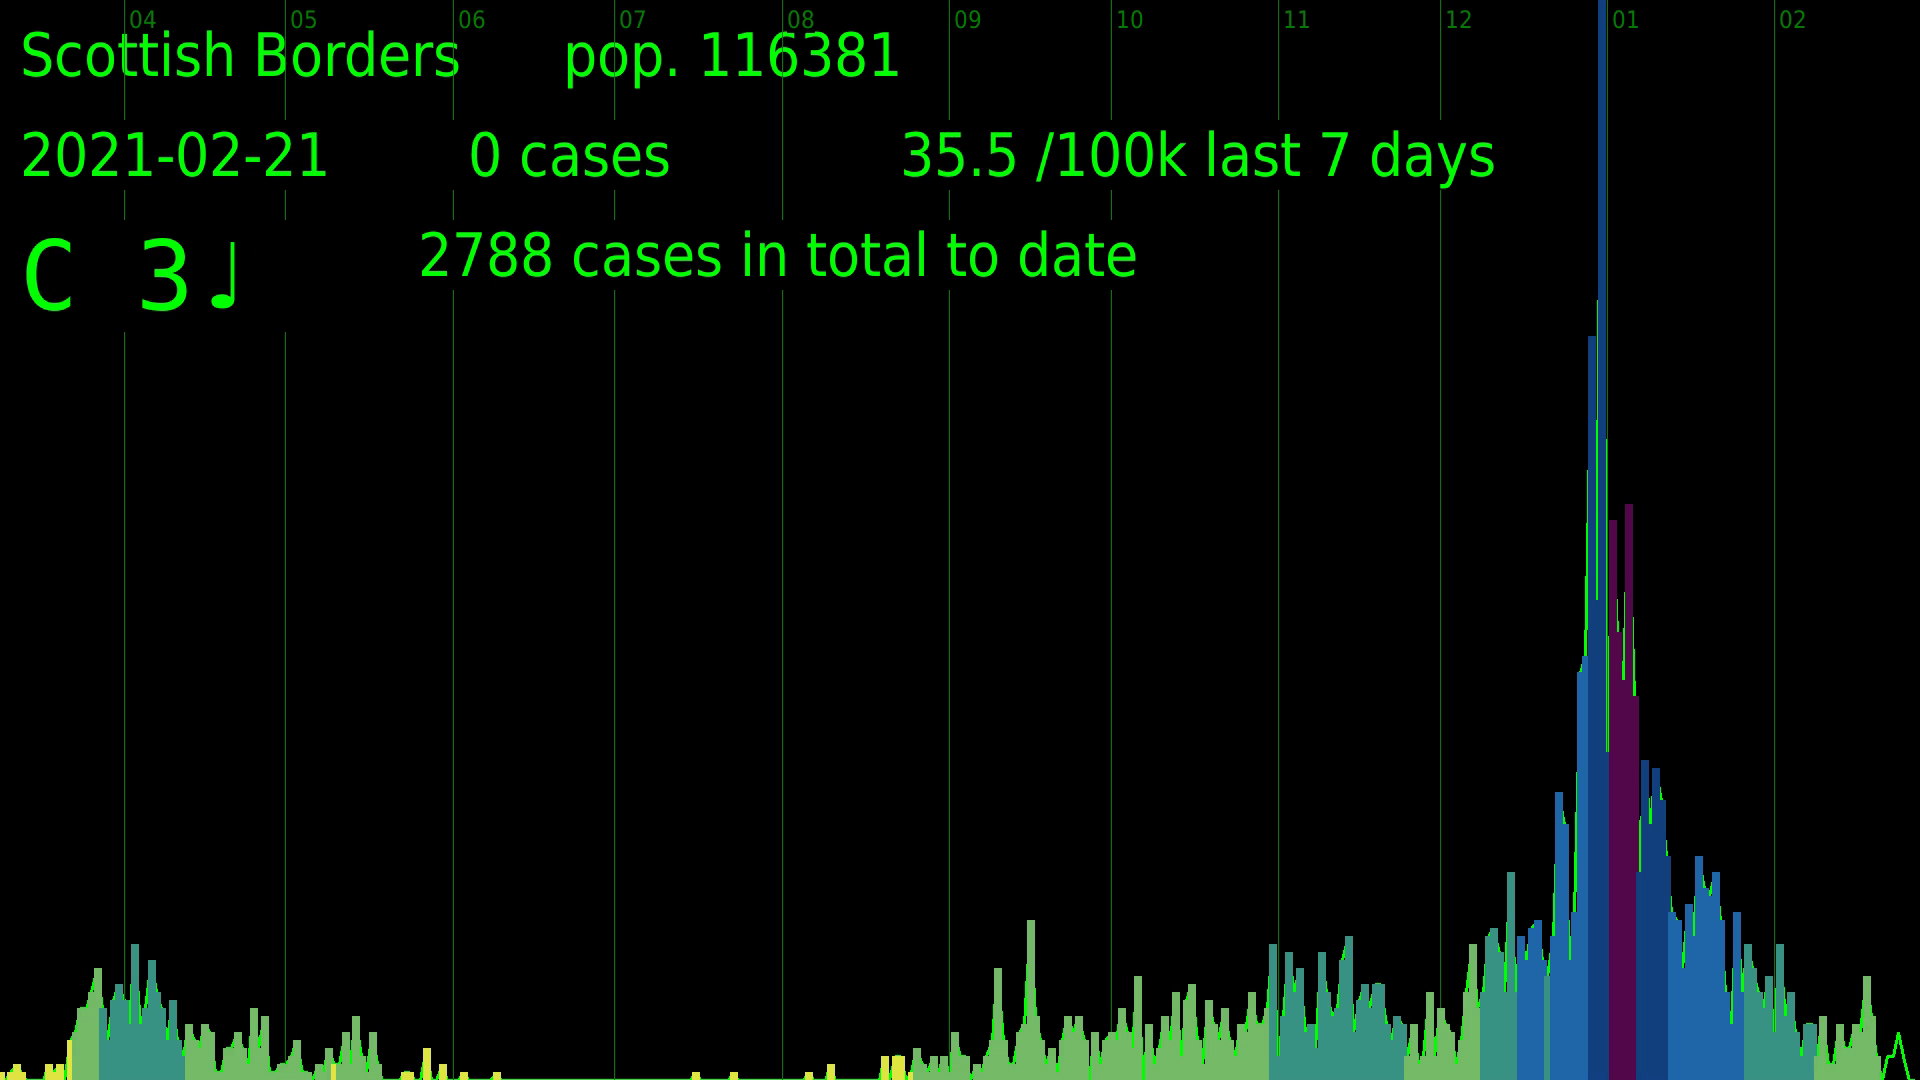 04 05 06 07 08 09 10 11 12 01 02
Scottish Borders pop. 116381
2021-02-21 0 cases 35.5 /100k last 7 days
C 3♩ 2788 cases in total to date